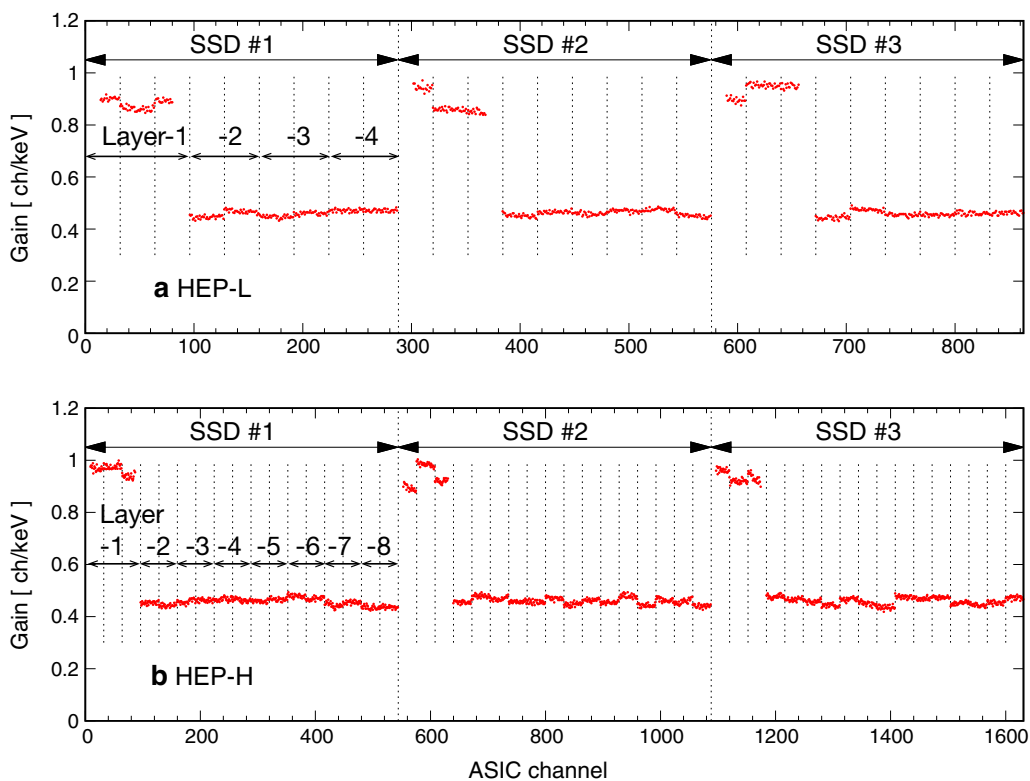 1.2
1
0.8
0.6
0.4
0.2
0
Gain [ ch/keV ]
SSD #1
SSD #2
SSD #3
Layer-1 -2 -3 -4
a HEP-L
0 100 200 300 400 500 600 700 800
1.2
1
0.8
0.6
0.4
0.2
0
Gain [ ch/keV ]
SSD #1
SSD #2
SSD #3
Layer
-1 -2 -3 -4 -5 -6 -7 -8
b HEP-H
0 200 400 600 800 1000 1200 1400 1600
ASIC channel